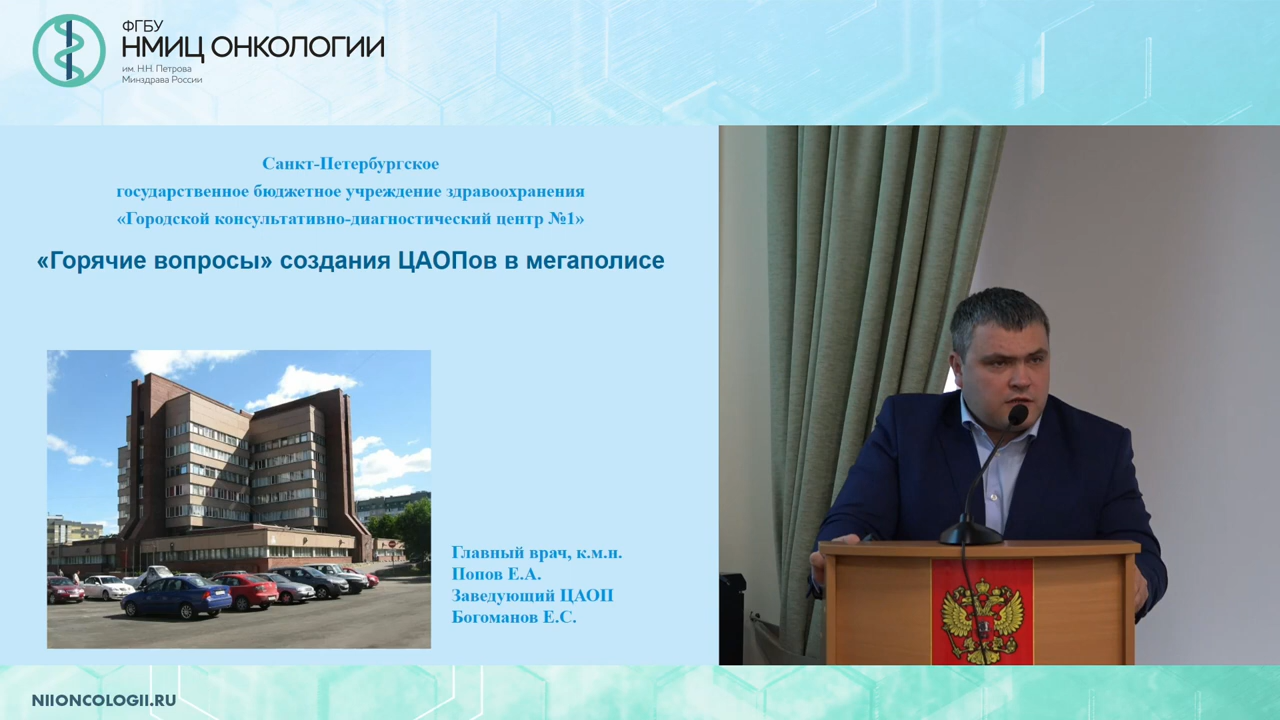 ФГБУ
НМИЦ ОНКОЛОГИИ
им. Н.Н. Петрова
Минздрава России
Санкт-Петербургское
государственное бюджетное учреждение здравоохранения
«Городской консультативно-диагностический центр №1»
«Горячие вопросы» создания ЦАОПов в мегаполисе
Главный врач, к.м.н.
Попов Е.А.
Заведующий ЦАОП
Богоманов Е.С.
NIIONCOLOGII.RU